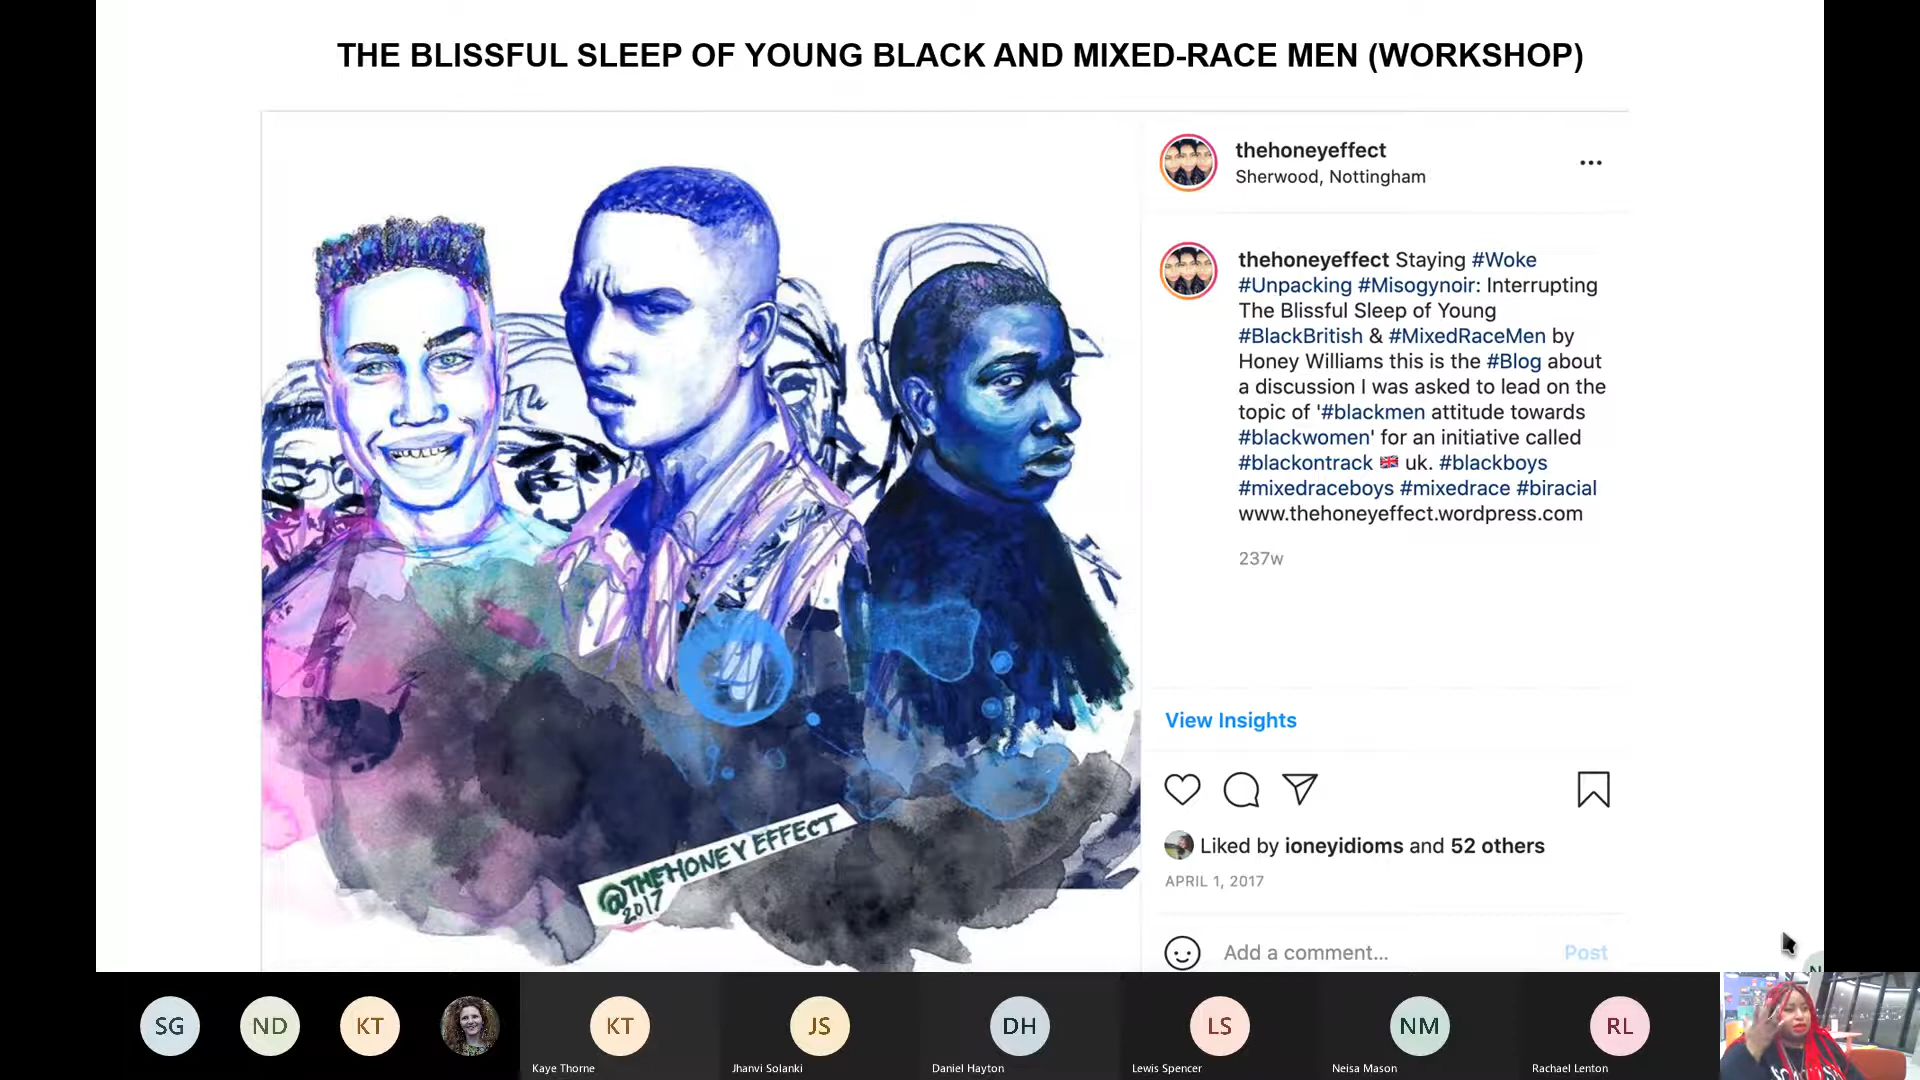 THE BLISSFUL SLEEP OF YOUNG BLACK AND MIXED-RACE MEN (WORKSHOP)
thehoneyeffect
Sherwood, Nottingham
thehoneyeffect Staying #Woke
#Unpacking #Misogynoir: Interrupting
The Blissful Sleep of Young
#BlackBritish & #MixedRaceMen by
Honey Williams this is the #Blog about
a discussion I was asked to lead on the
topic of '#blackmen attitude towards
#blackwomen' for an initiative called
#blackontrack 🇬🇧 uk. #blackboys
#mixedraceboys #mixedrace #biracial
www.thehoneyeffect.wordpress.com
237w
View Insights
Liked by ioneyidioms and 52 others
APRIL 1, 2017
Add a comment... Post
@THEHONEY EFFECT
2017
SG ND KT KT JS DH LS NM RL
Kaye Thorne Jhanvi Solanki Daniel Hayton Lewis Spencer Neisa Mason Rachael Lenton